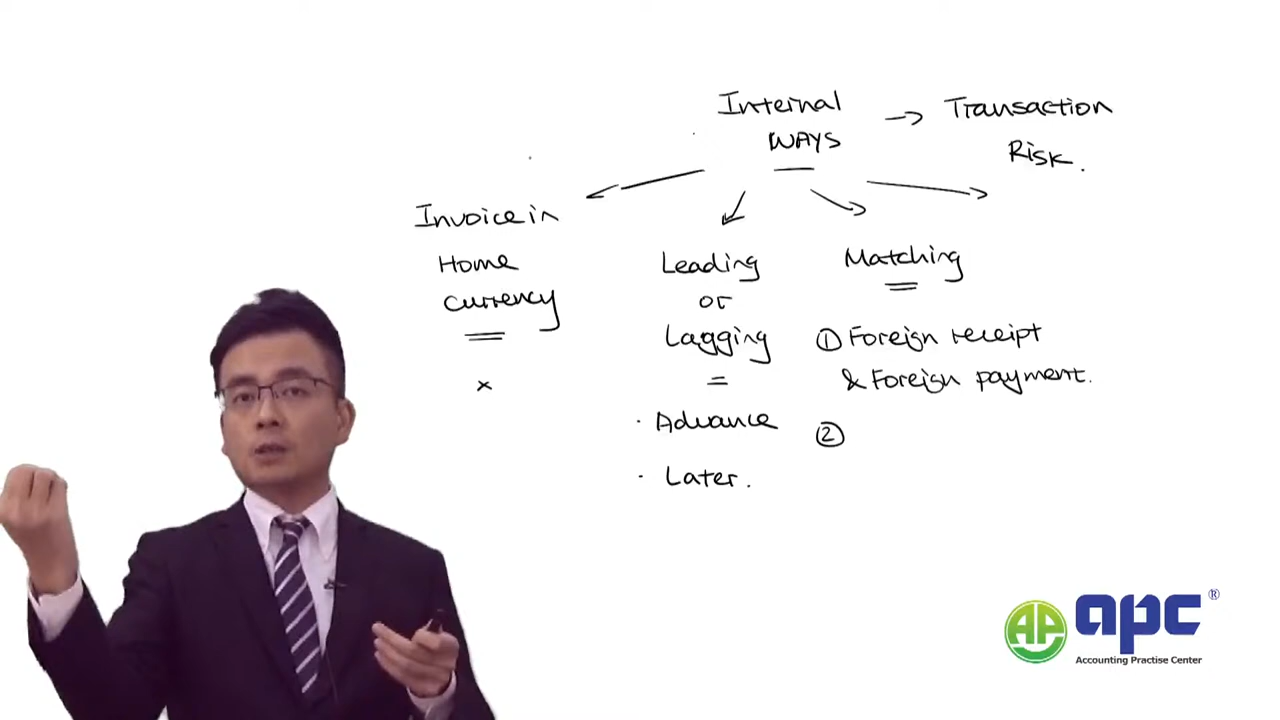 Internal
WAYS
→ Transaction
Risk.
Invoice in
Home
Currency
x
Leading
or
Lagging
· Advance
· Later.
Matching
① Foreign receipt
& Foreign payment.
②
AP
apc®
Accounting Practise Center